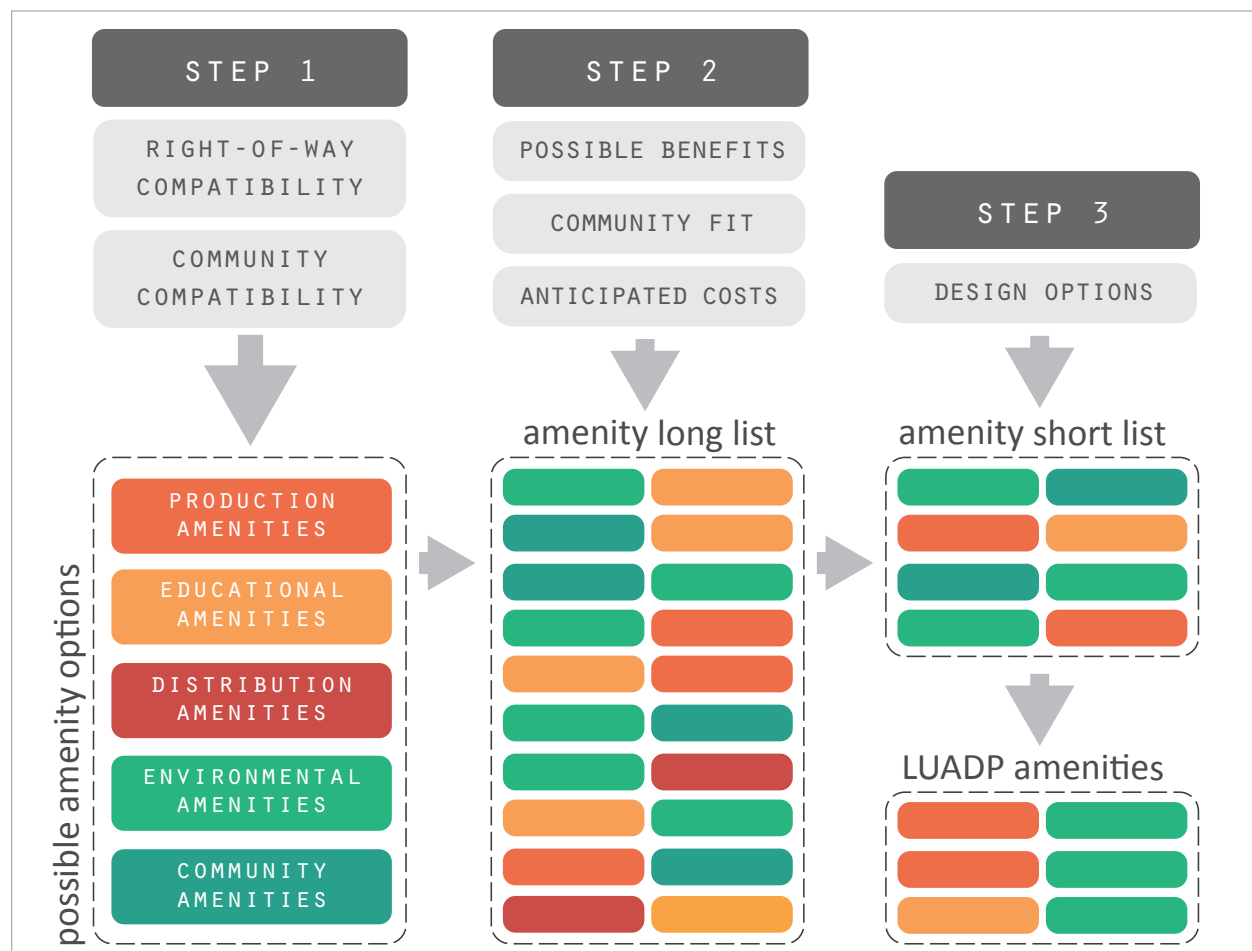 STEP 1
RIGHT-OF-WAY
COMPATIBILITY
COMMUNITY
COMPATIBILITY
STEP 2
POSSIBLE BENEFITS
COMMUNITY FIT
ANTICIPATED COSTS
STEP 3
DESIGN OPTIONS
possible amenity options
PRODUCTION
AMENITIES
EDUCATIONAL
AMENITIES
DISTRIBUTION
AMENITIES
ENVIRONMENTAL
AMENITIES
COMMUNITY
AMENITIES
amenity long list
amenity short list
LUADP amenities